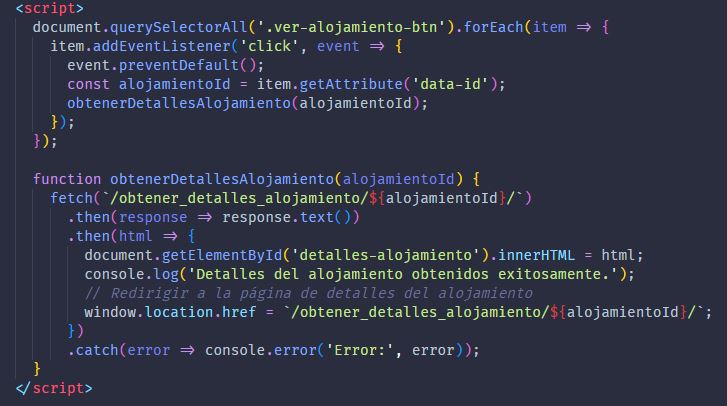 <script>
document.querySelectorAll('.ver-alojamiento-btn').forEach(item => {
item.addEventListener('click', event => {
event.preventDefault();
const alojamientoId = item.getAttribute('data-id');
obtenerDetallesAlojamiento(alojamientoId);
});
});
function obtenerDetallesAlojamiento(alojamientoId) {
fetch(`/obtener_detalles_alojamiento/${alojamientoId}/`)
.then(response => response.text())
.then(html => {
document.getElementById('detalles-alojamiento').innerHTML = html;
console.log('Detalles del alojamiento obtenidos exitosamente.');
// Redirigir a la página de detalles del alojamiento
window.location.href = `/obtener_detalles_alojamiento/${alojamientoId}/`;
})
.catch(error => console.error('Error:', error));
}
</script>